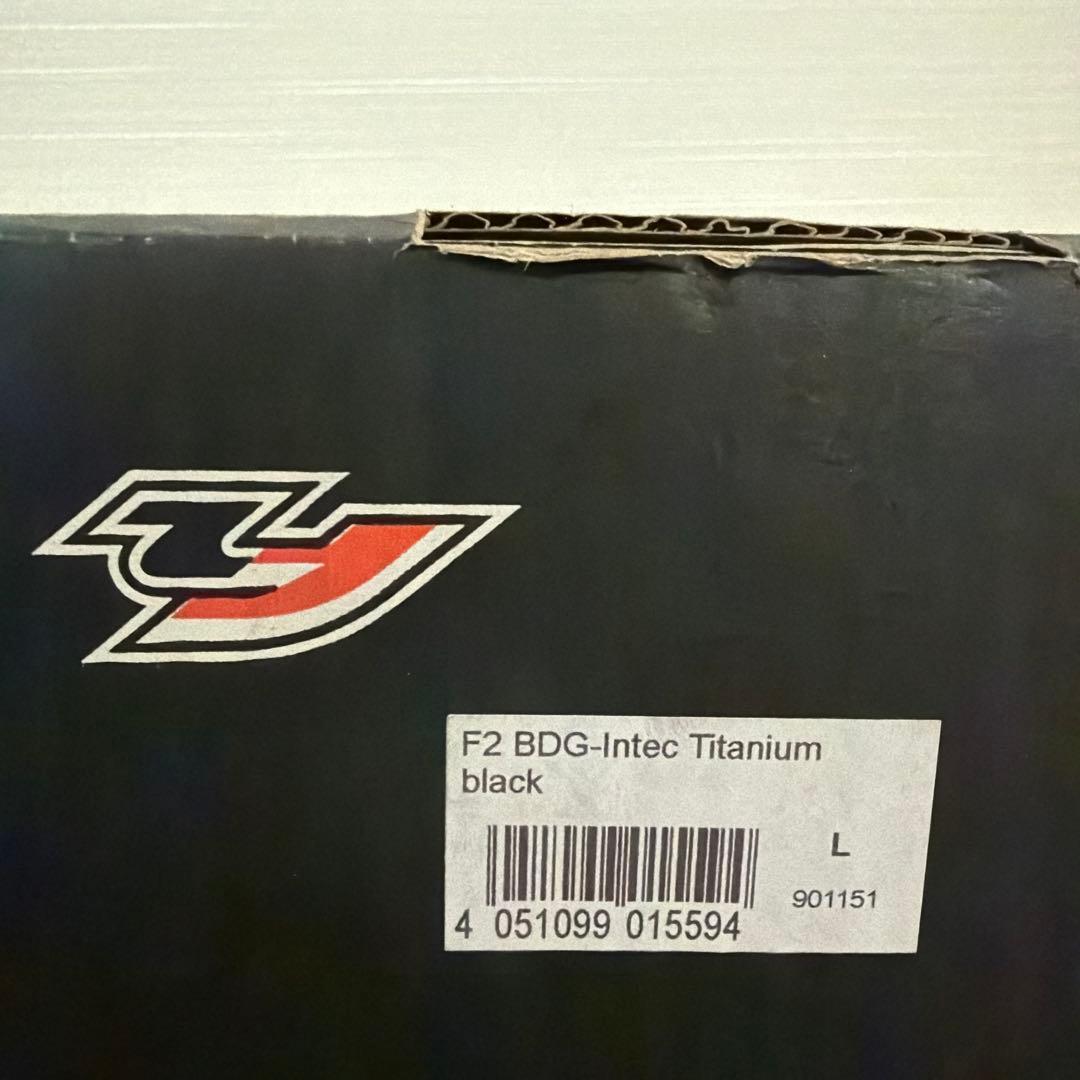 F2 BDG-Intec Titanium
black
L
901151
4 051099 015594